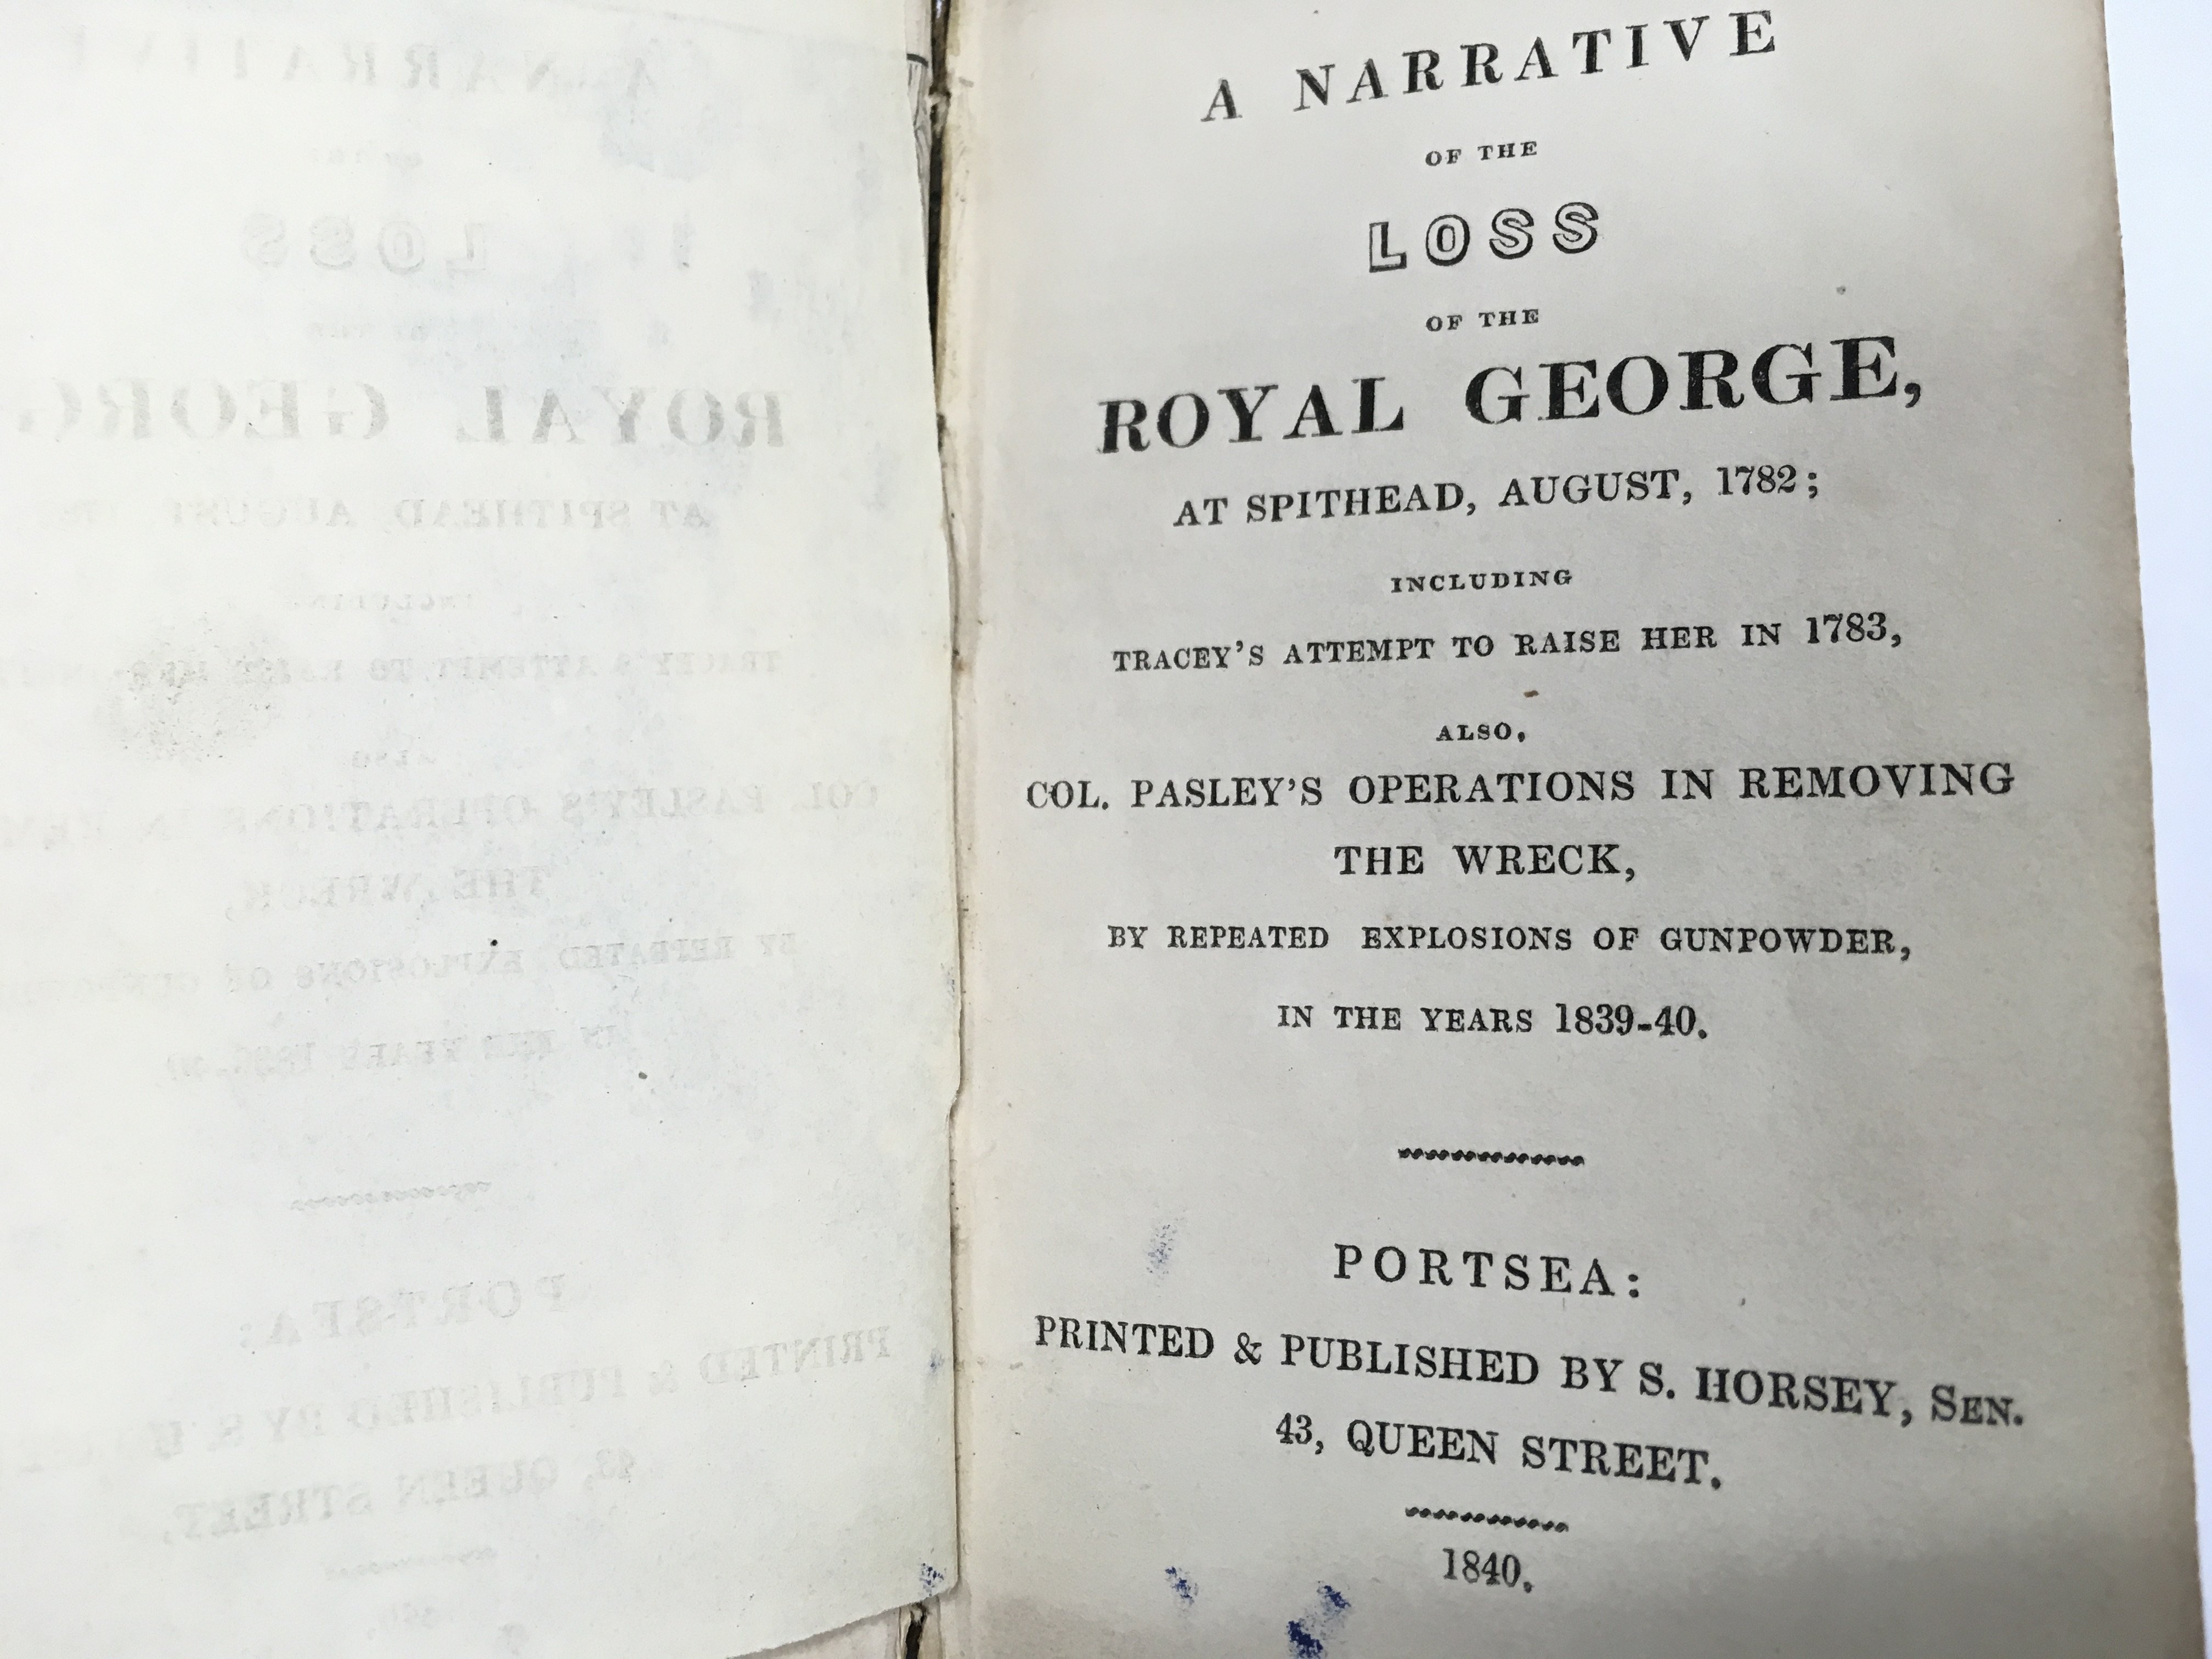 A NARRATIVE
OF THE
LOSS
OF THE
ROYAL GEORGE,
AT SPITHEAD, AUGUST, 1782;
INCLUDING
TRACEY'S ATTEMPT TO RAISE HER IN 1783,
ALSO,
COL. PASLEY'S OPERATIONS IN REMOVING
THE WRECK,
BY REPEATED EXPLOSIONS OF GUNPOWDER,
IN THE YEARS 1839-40.
PORTSEA:
PRINTED & PUBLISHED BY S. HORSEY, SEN.
43, QUEEN STREET.
1840.